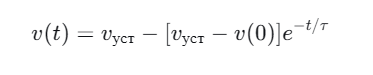 v(t) = v_уст − [v_уст − v(0)]e^{−t/τ}